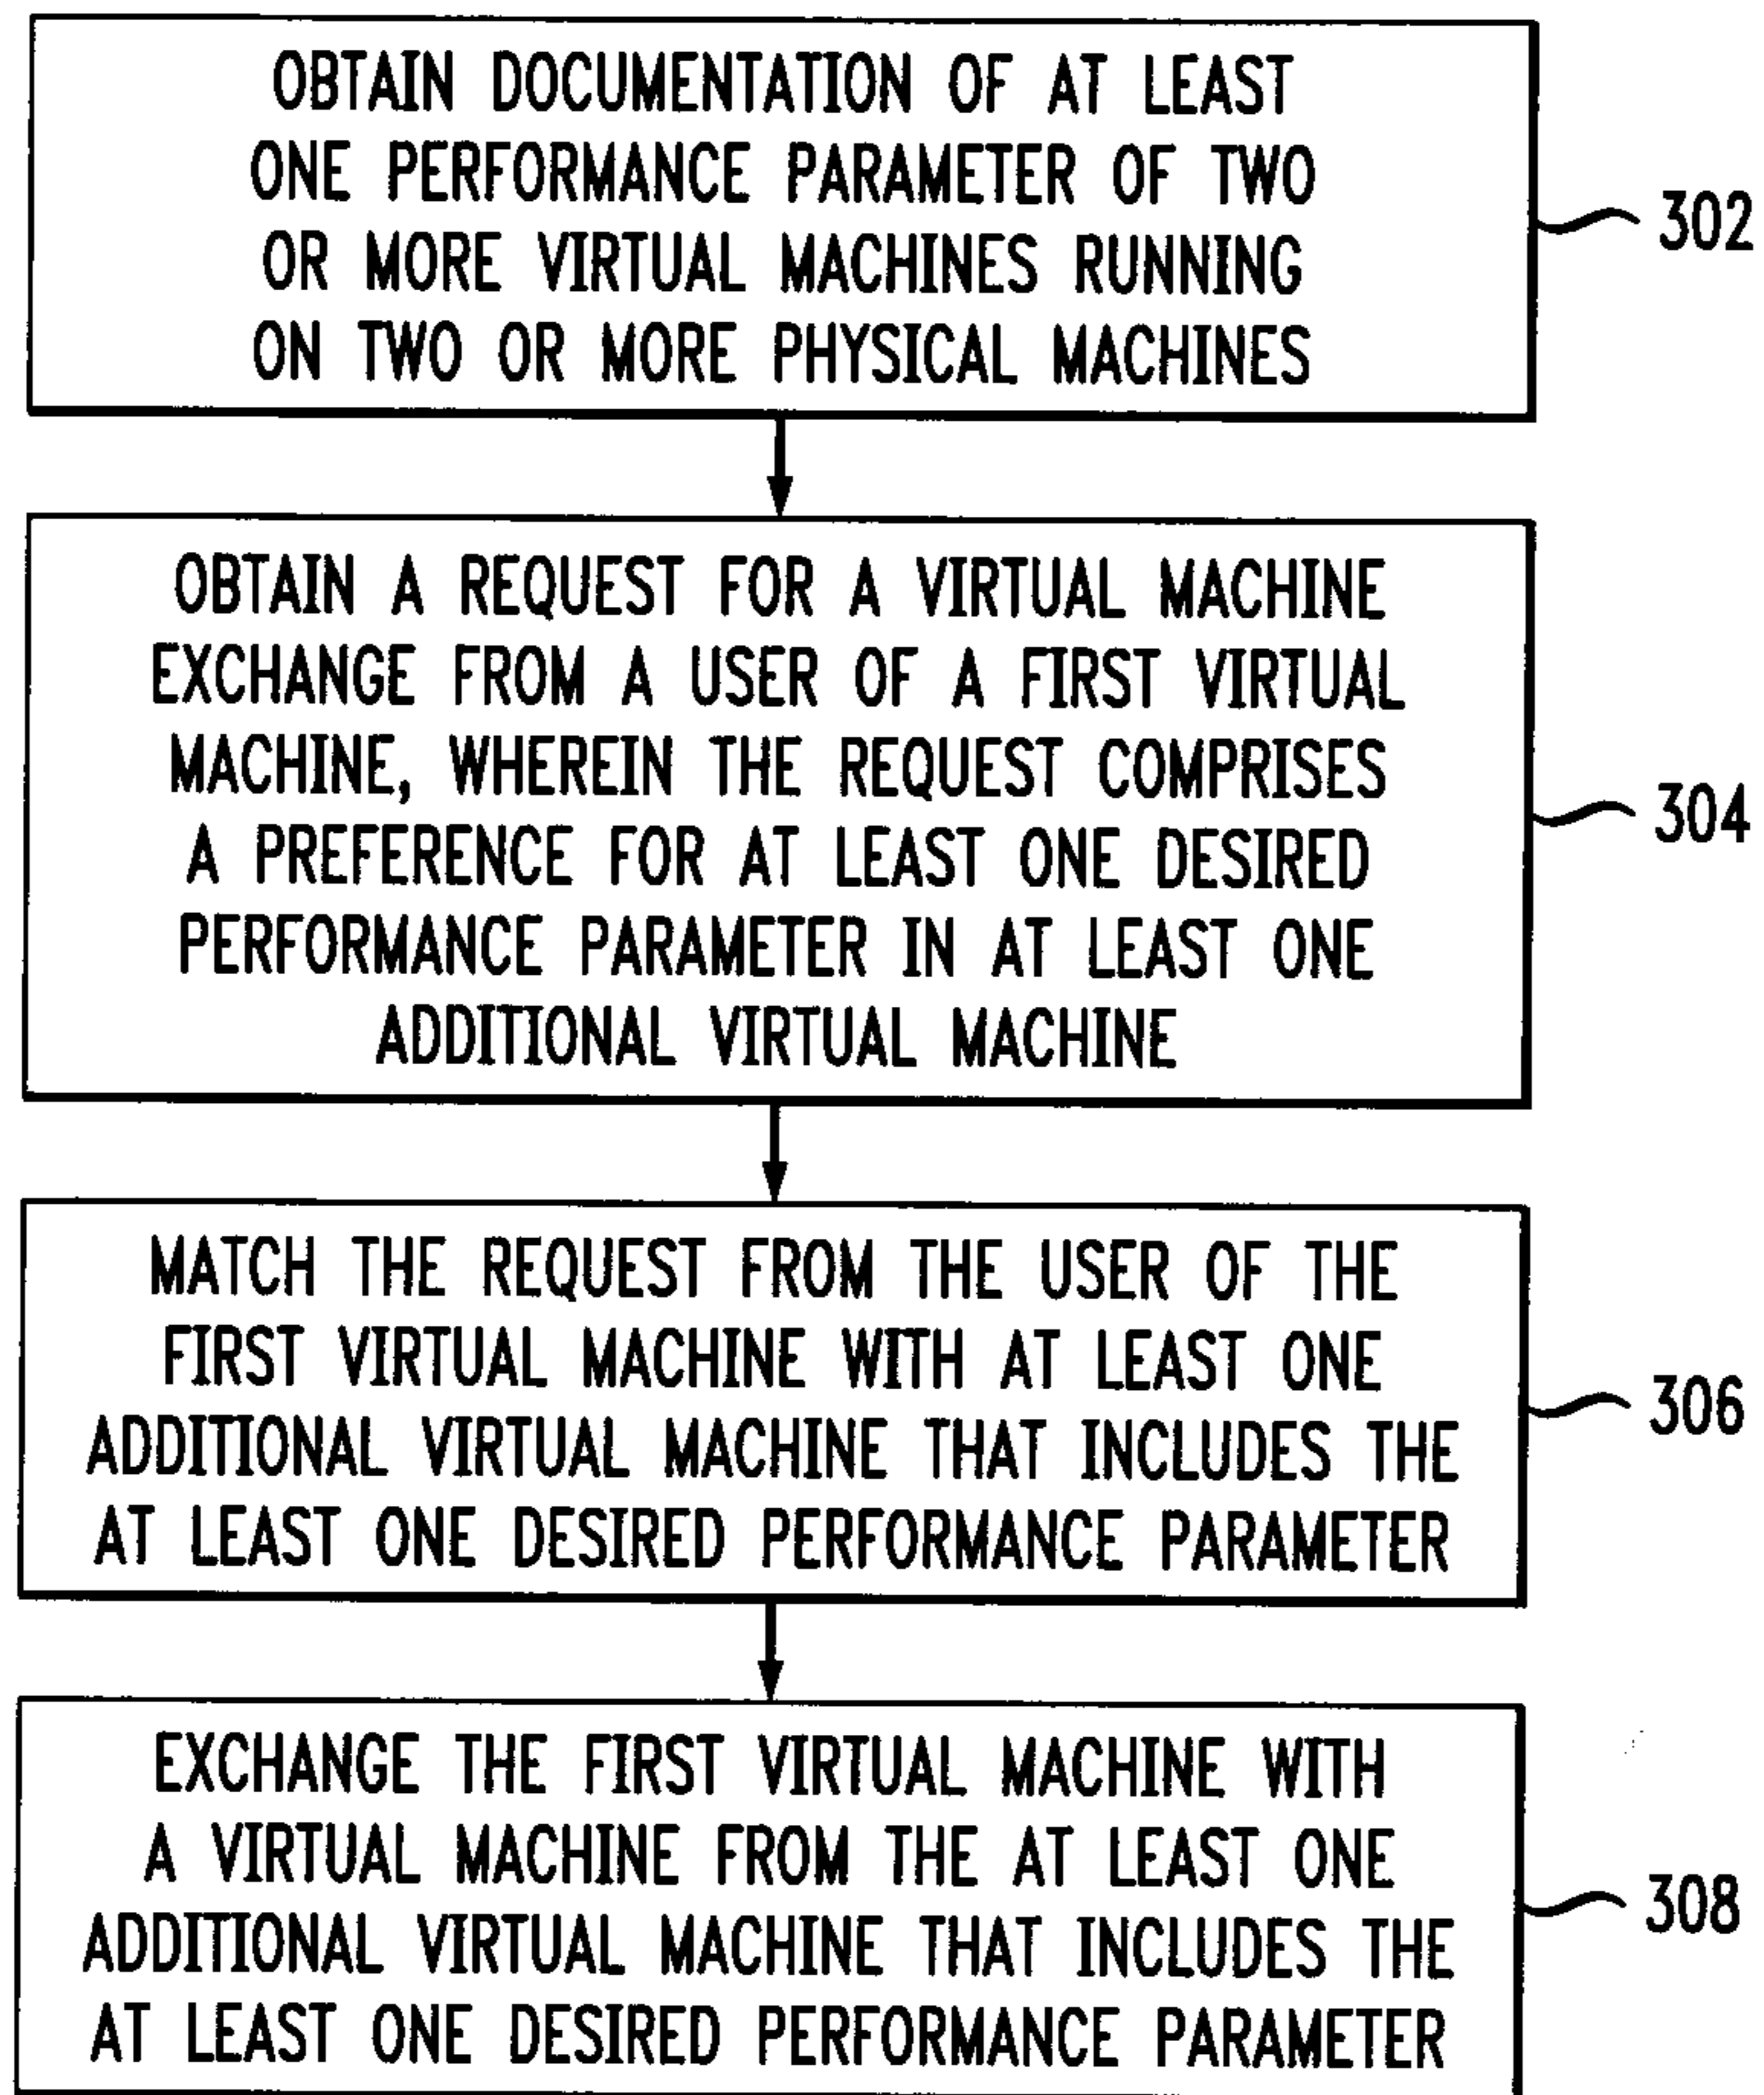 OBTAIN DOCUMENTATION OF AT LEAST
ONE PERFORMANCE PARAMETER OF TWO
OR MORE VIRTUAL MACHINES RUNNING
ON TWO OR MORE PHYSICAL MACHINES
302
OBTAIN A REQUEST FOR A VIRTUAL MACHINE
EXCHANGE FROM A USER OF A FIRST VIRTUAL
MACHINE, WHEREIN THE REQUEST COMPRISES
A PREFERENCE FOR AT LEAST ONE DESIRED
PERFORMANCE PARAMETER IN AT LEAST ONE
ADDITIONAL VIRTUAL MACHINE
304
MATCH THE REQUEST FROM THE USER OF THE
FIRST VIRTUAL MACHINE WITH AT LEAST ONE
ADDITIONAL VIRTUAL MACHINE THAT INCLUDES THE
AT LEAST ONE DESIRED PERFORMANCE PARAMETER
306
EXCHANGE THE FIRST VIRTUAL MACHINE WITH
A VIRTUAL MACHINE FROM THE AT LEAST ONE
ADDITIONAL VIRTUAL MACHINE THAT INCLUDES THE
AT LEAST ONE DESIRED PERFORMANCE PARAMETER
308